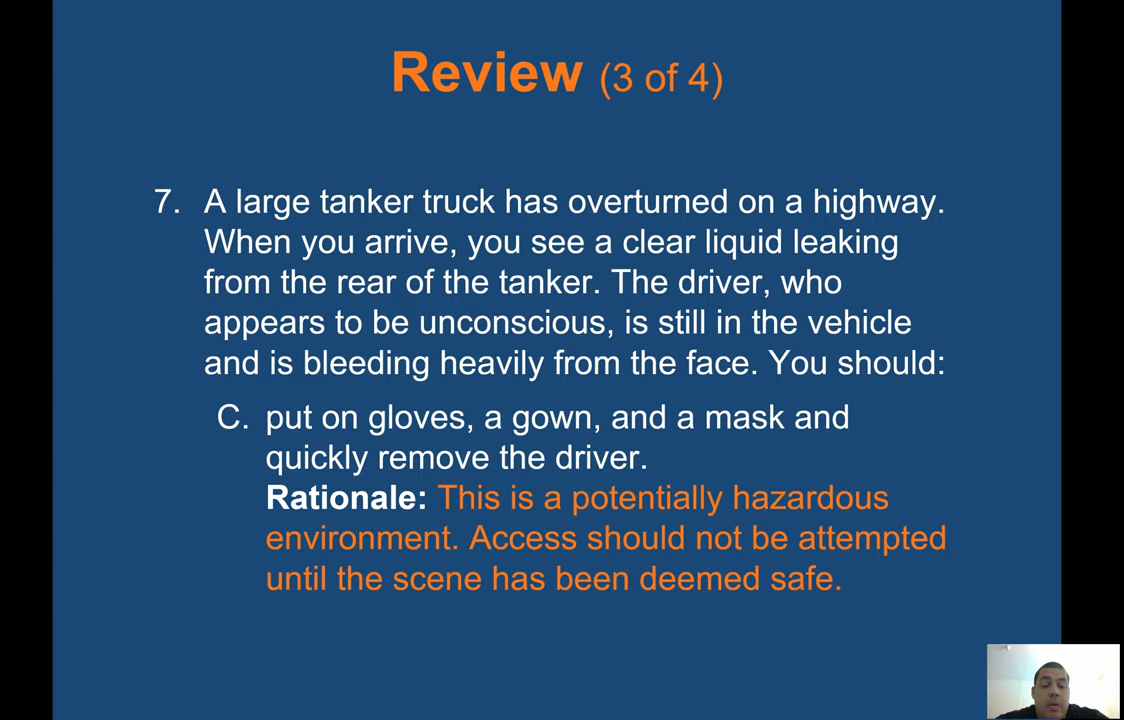 Review (3 of 4)
7. A large tanker truck has overturned on a highway.
When you arrive, you see a clear liquid leaking
from the rear of the tanker. The driver, who
appears to be unconscious, is still in the vehicle
and is bleeding heavily from the face. You should:
C. put on gloves, a gown, and a mask and
quickly remove the driver.
Rationale: This is a potentially hazardous
environment. Access should not be attempted
until the scene has been deemed safe.